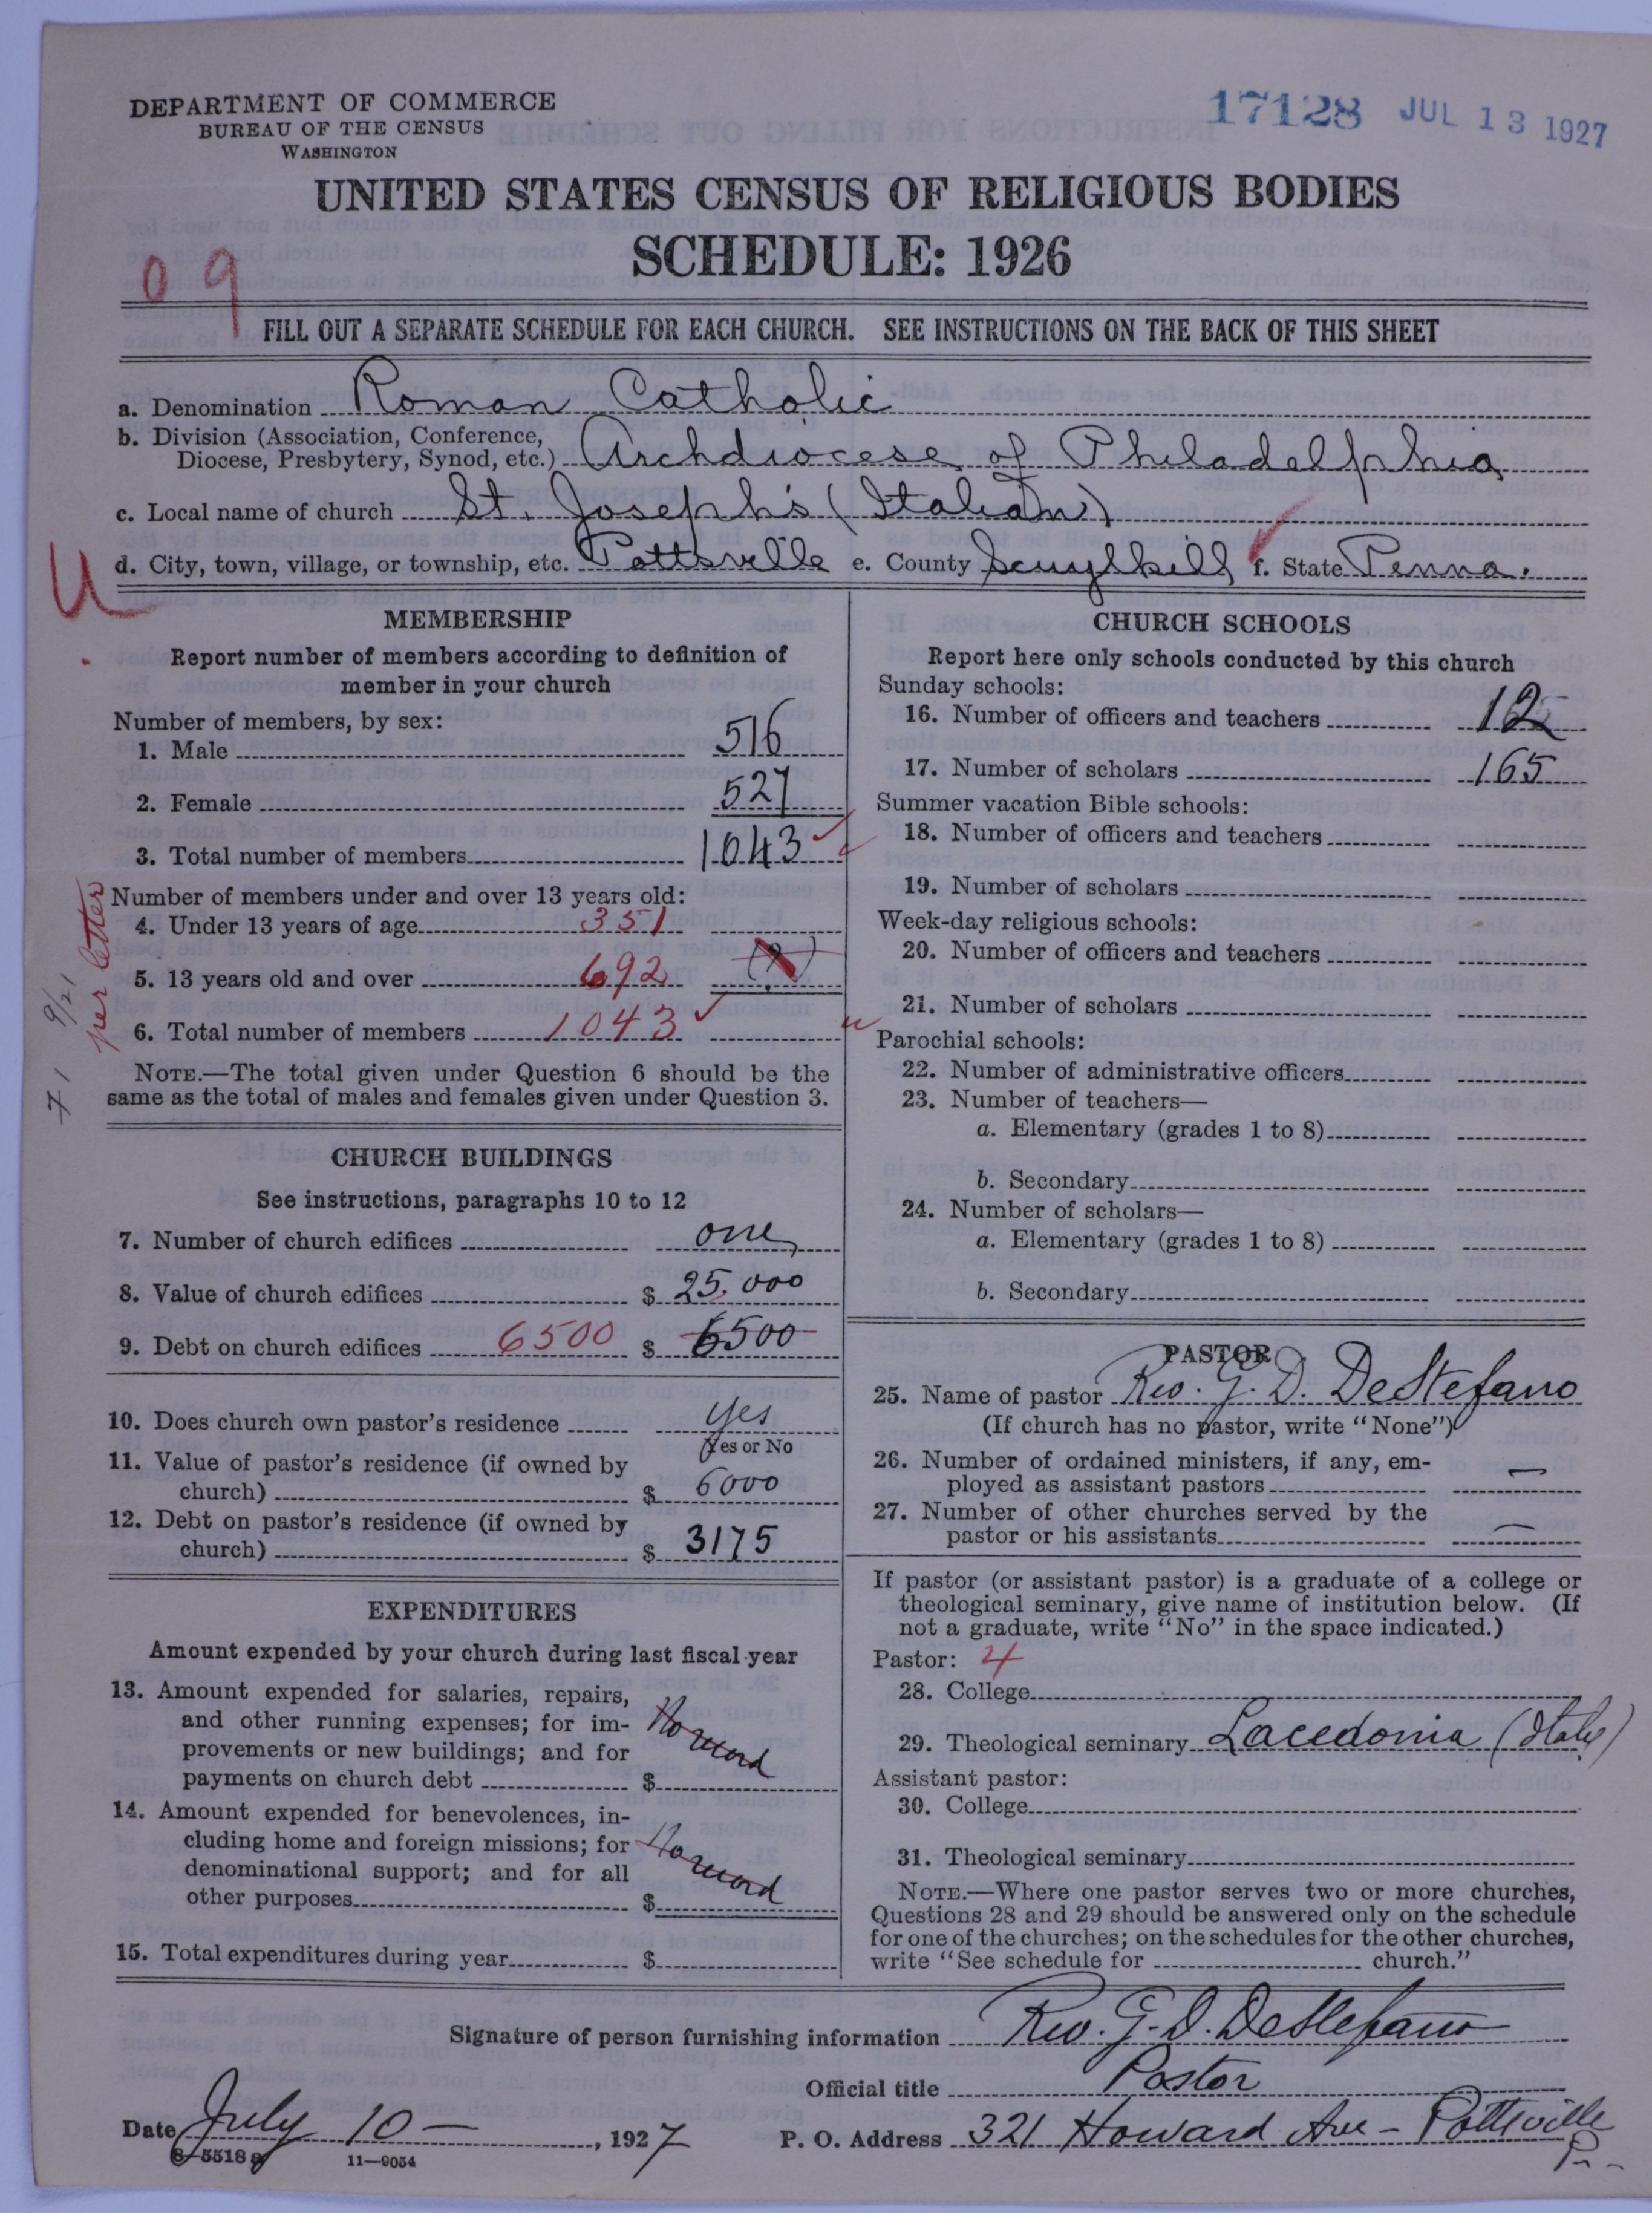 DEPARTMENT OF COMMERCE
BUREAU OF THE CENSUS
WASHINGTON
17128 JUL 13 1927
UNITED STATES CENSUS OF RELIGIOUS BODIES
SCHEDULE: 1926
09
FILL OUT A SEPARATE SCHEDULE FOR EACH CHURCH. SEE INSTRUCTIONS ON THE BACK OF THIS SHEET
a. Denomination Roman Catholic
b. Division (Association, Conference,
Diocese, Presbytery, Synod, etc.) Archdiocese of Philadelphia
c. Local name of church St. Joseph's (Italian)
d. City, town, village, or township, etc. Pottsville e. County Scuylkill f. State Penna.
U
MEMBERSHIP
Report number of members according to definition of
member in your church
Number of members, by sex:
1. Male 516
2. Female 527
3. Total number of members 1043
Number of members under and over 13 years old:
4. Under 13 years of age 351
5. 13 years old and over 692 (?)
6. Total number of members 1043
9/21
per letter
NOTE.—The total given under Question 6 should be the
same as the total of males and females given under Question 3.
CHURCH BUILDINGS
See instructions, paragraphs 10 to 12
7. Number of church edifices one
8. Value of church edifices $ 25,000
9. Debt on church edifices 6500 $ 6500
10. Does church own pastor's residence yes
Yes or No
11. Value of pastor's residence (if owned by
church) $ 6000
12. Debt on pastor's residence (if owned by
church) $ 3175
EXPENDITURES
Amount expended by your church during last fiscal year
13. Amount expended for salaries, repairs,
and other running expenses; for im-
provements or new buildings; and for
payments on church debt $ No record
14. Amount expended for benevolences, in-
cluding home and foreign missions; for
denominational support; and for all
other purposes $ No record
15. Total expenditures during year $
CHURCH SCHOOLS
Report here only schools conducted by this church
Sunday schools:
16. Number of officers and teachers 12
17. Number of scholars 165
Summer vacation Bible schools:
18. Number of officers and teachers
19. Number of scholars
Week-day religious schools:
20. Number of officers and teachers
21. Number of scholars
Parochial schools:
22. Number of administrative officers
23. Number of teachers—
a. Elementary (grades 1 to 8)
b. Secondary
24. Number of scholars—
a. Elementary (grades 1 to 8)
b. Secondary
PASTOR
25. Name of pastor Rev. G. D. DeStefano
(If church has no pastor, write "None")
26. Number of ordained ministers, if any, em-
ployed as assistant pastors —
27. Number of other churches served by the
pastor or his assistants —
If pastor (or assistant pastor) is a graduate of a college or
theological seminary, give name of institution below. (If
not a graduate, write "No" in the space indicated.)
Pastor: 4
28. College
29. Theological seminary Lacedonia (Italy)
Assistant pastor:
30. College
31. Theological seminary
NOTE.—Where one pastor serves two or more churches,
Questions 28 and 29 should be answered only on the schedule
for one of the churches; on the schedules for the other churches,
write "See schedule for church."
Signature of person furnishing information Rev. G. D. DeStefano
Official title Pastor
Date July 10 — , 1927 P. O. Address 321 Howard Ave - Pottsville
Pa.
8-5518a 11—9054